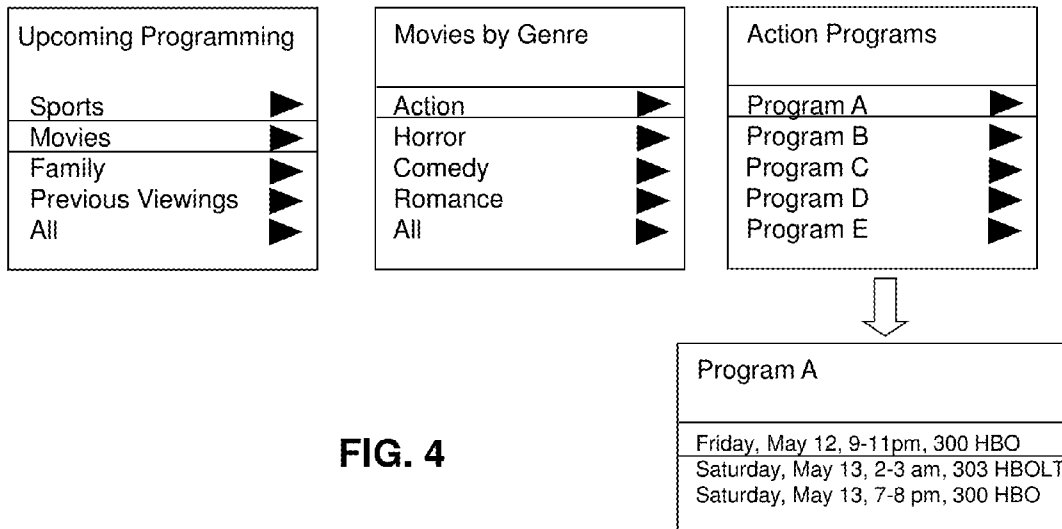 Upcoming Programming
Sports
Movies
Family
Previous Viewings
All
Movies by Genre
Action
Horror
Comedy
Romance
All
Action Programs
Program A
Program B
Program C
Program D
Program E
Program A
Friday, May 12, 9-11pm, 300 HBO
Saturday, May 13, 2-3 am, 303 HBOLT
Saturday, May 13, 7-8 pm, 300 HBO
FIG. 4